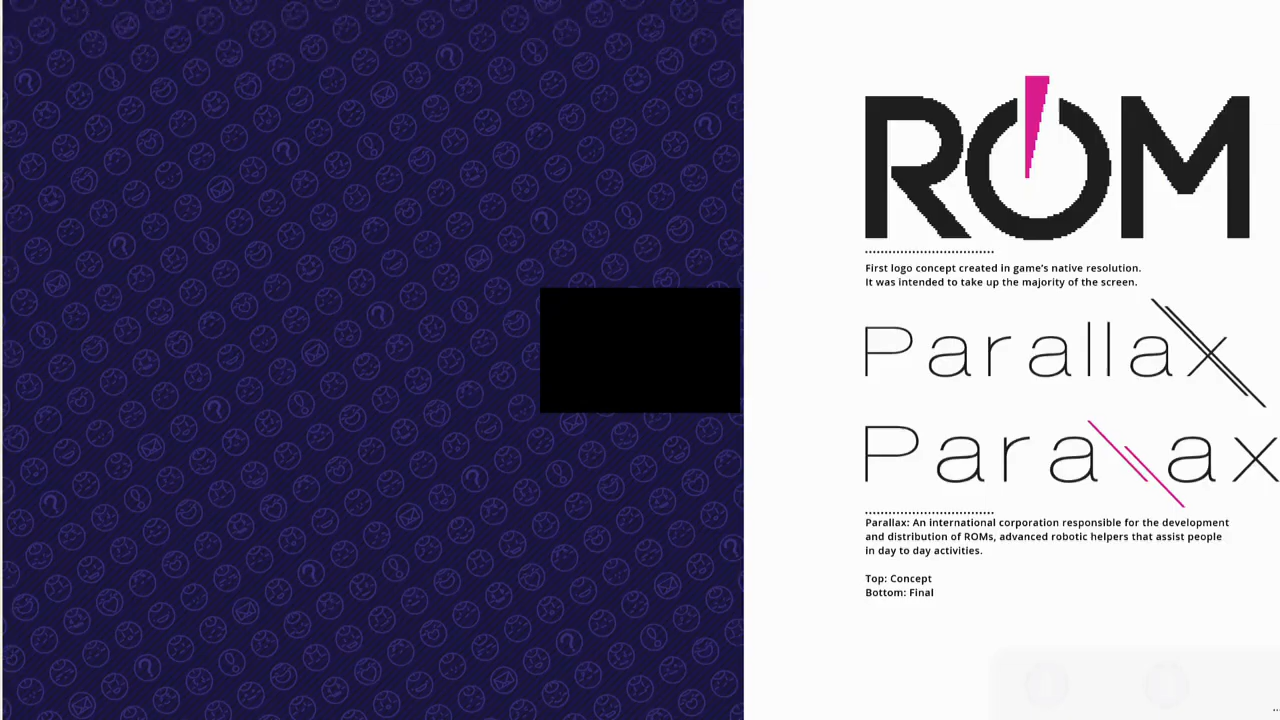 ROM
First logo concept created in game's native resolution.
It was intended to take up the majority of the screen.
Parallax
Parallax
Parallax: An international corporation responsible for the development
and distribution of ROMs, advanced robotic helpers that assist people
in day to day activities.
Top: Concept
Bottom: Final